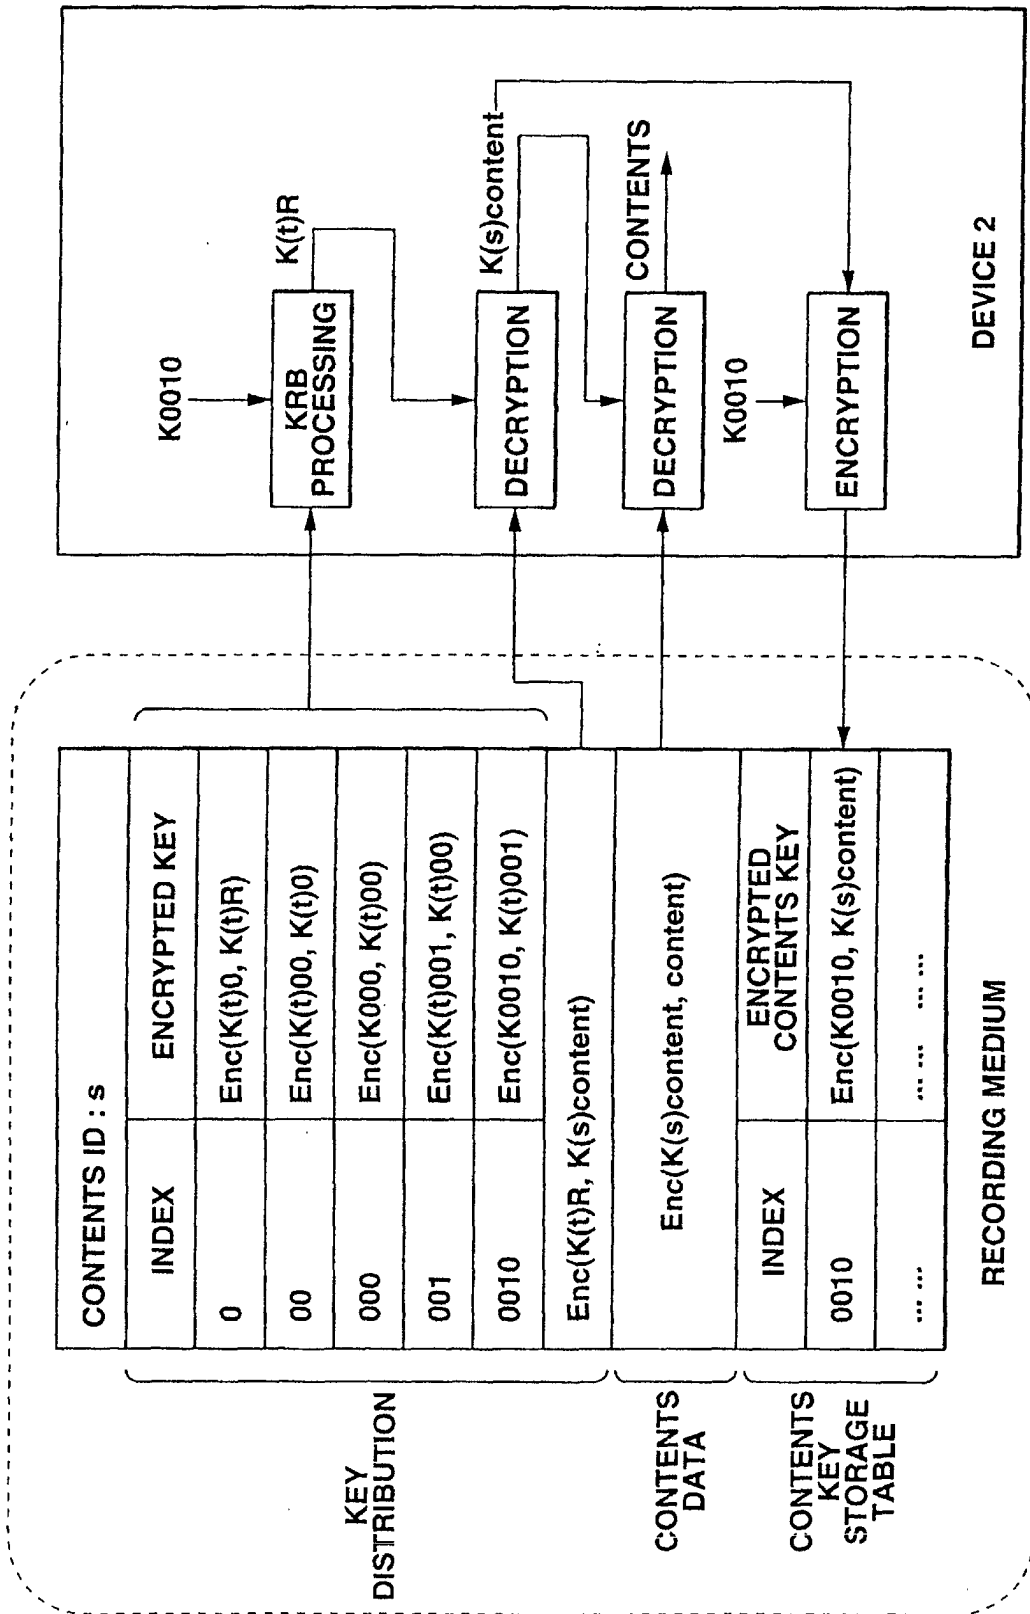 CONTENTS ID : s
INDEX
ENCRYPTED KEY
0
Enc(K(t)0, K(t)R)
00
Enc(K(t)00, K(t)0)
000
Enc(K000, K(t)00)
001
Enc(K(t)001, K(t)00)
0010
Enc(K0010, K(t)001)
Enc(K(t)R, K(s)content)
Enc(K(s)content, content)
INDEX
ENCRYPTED
CONTENTS KEY
0010
Enc(K0010, K(s)content)
... ...
... ...
... ...
KEY
DISTRIBUTION
CONTENTS
DATA
CONTENTS
KEY
STORAGE
TABLE
RECORDING MEDIUM
K0010
KRB
PROCESSING
K(t)R
DECRYPTION
K(s)content
DECRYPTION
CONTENTS
K0010
ENCRYPTION
DEVICE 2